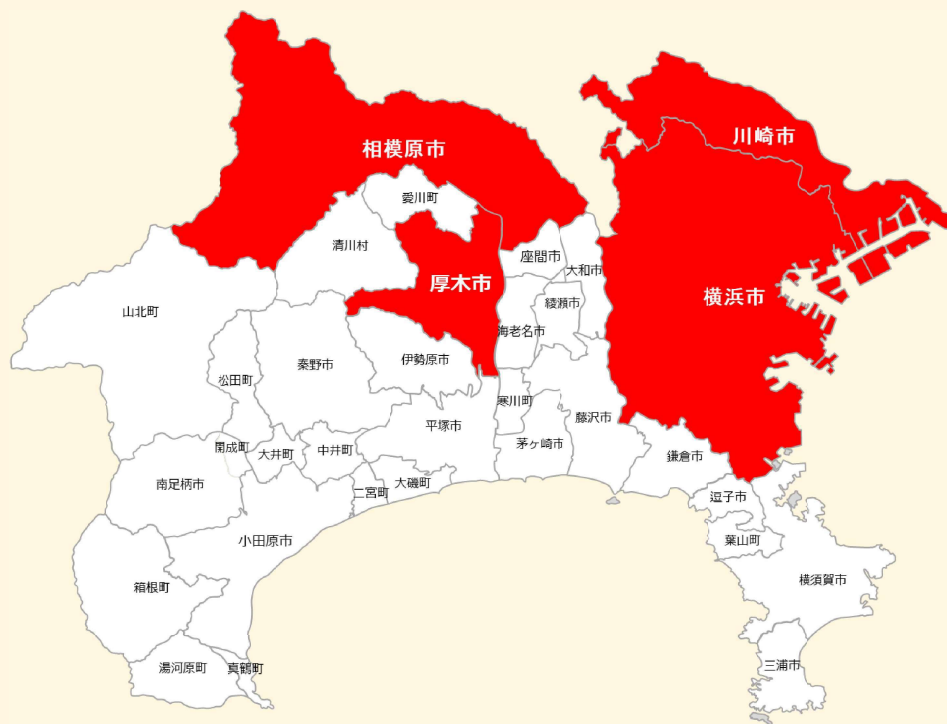 川崎市
相模原市
愛川町
清川村
座間市
大和市
厚木市
横浜市
綾瀬市
山北町
海老名市
伊勢原市
秦野市
松田町
寒川町
藤沢市
平塚市
茅ヶ崎市
開成町
大井町
中井町
鎌倉市
南足柄市
大磯町
二宮町
逗子市
小田原市
葉山町
横須賀市
箱根町
三浦市
湯河原町
真鶴町